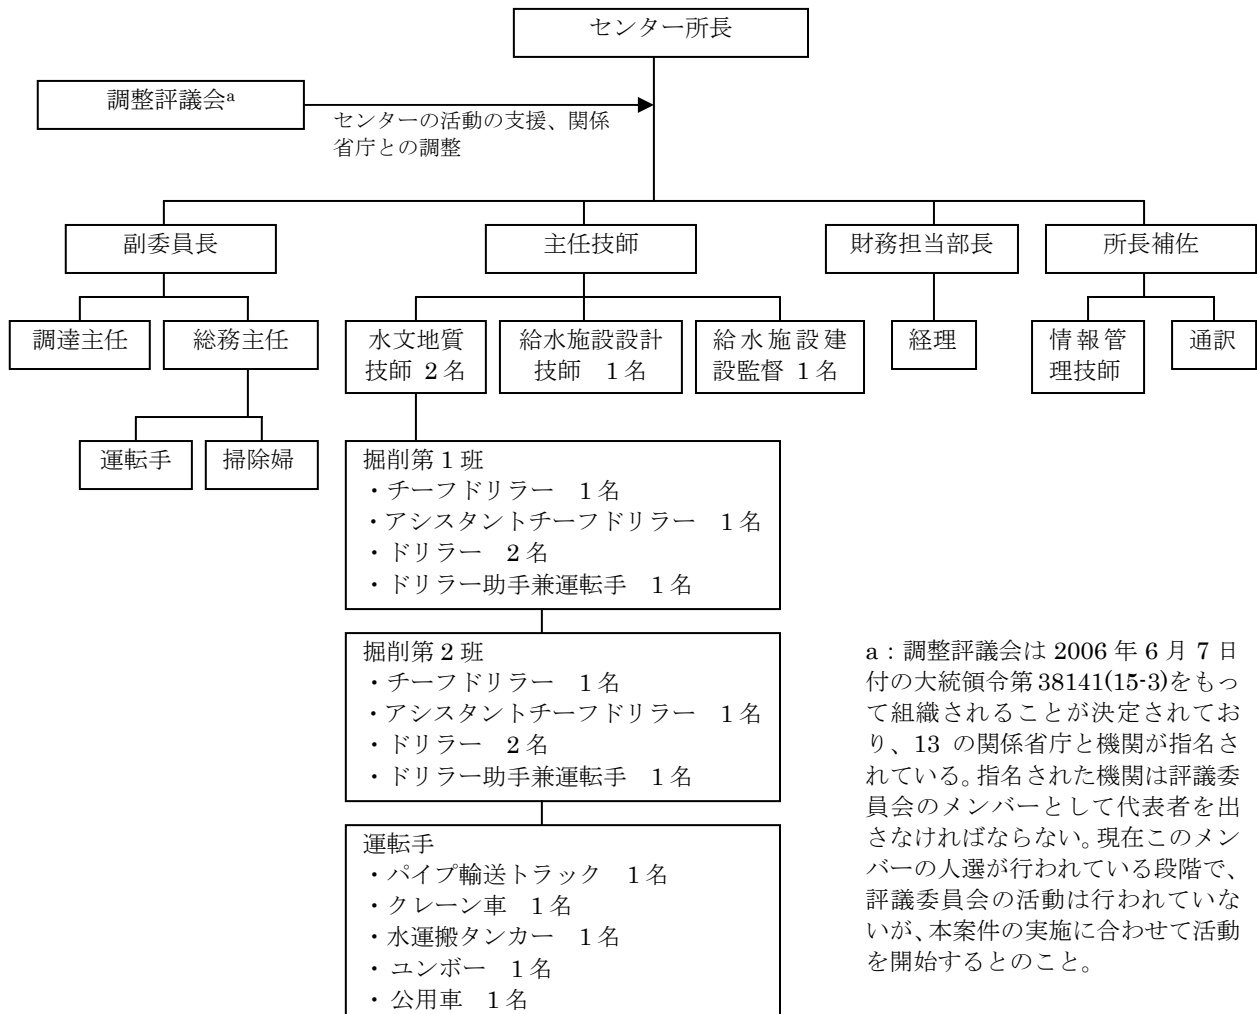 センター所長
調整評議会a
センターの活動の支援、関係
省庁との調整
副委員長
主任技師
財務担当部長
所長補佐
調達主任
総務主任
水文地質
技師 2名
給水施設設計
技師 1名
給水施設建
設監督 1名
経理
情報管
理技師
通訳
運転手
掃除婦
掘削第1班
・チーフドリラー 1名
・アシスタントチーフドリラー 1名
・ドリラー 2名
・ドリラー助手兼運転手 1名
掘削第2班
・チーフドリラー 1名
・アシスタントチーフドリラー 1名
・ドリラー 2名
・ドリラー助手兼運転手 1名
運転手
・パイプ輸送トラック 1名
・クレーン車 1名
・水運搬タンカー 1名
・ユンボー 1名
・公用車 1名
a：調整評議会は 2006 年 6 月 7 日
付の大統領令第 38141(15-3)をもっ
て組織されることが決定されてお
り、13 の関係省庁と機関が指名さ
れている。指名された機関は評議委
員会のメンバーとして代表者を出
さなければならない。現在このメン
バーの人選が行われている段階で、
評議委員会の活動は行われていな
いが、本案件の実施に合わせて活動
を開始するとのこと。